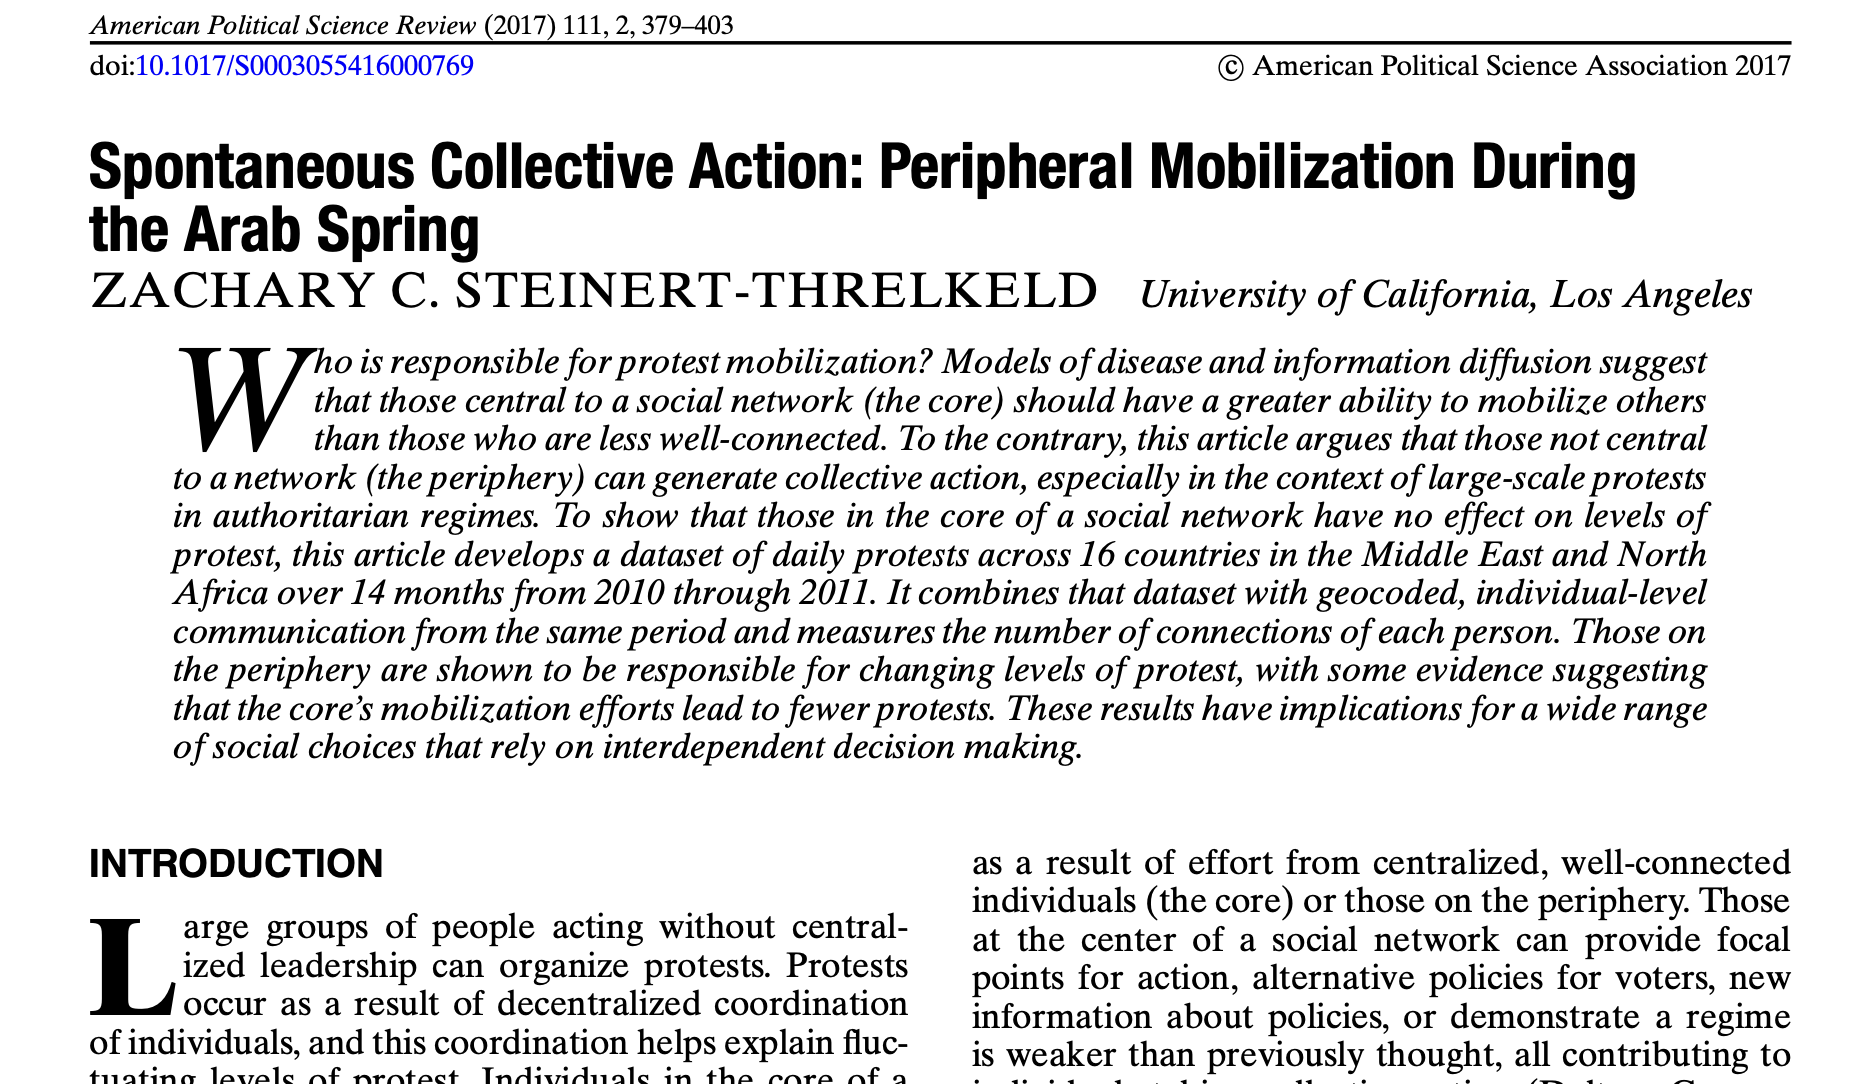 American Political Science Review (2017) 111, 2, 379–403
doi:10.1017/S0003055416000769
© American Political Science Association 2017
Spontaneous Collective Action: Peripheral Mobilization During
the Arab Spring
ZACHARY C. STEINERT-THRELKELD University of California, Los Angeles
Who is responsible for protest mobilization? Models of disease and information diffusion suggest
that those central to a social network (the core) should have a greater ability to mobilize others
than those who are less well-connected. To the contrary, this article argues that those not central
to a network (the periphery) can generate collective action, especially in the context of large-scale protests
in authoritarian regimes. To show that those in the core of a social network have no effect on levels of
protest, this article develops a dataset of daily protests across 16 countries in the Middle East and North
Africa over 14 months from 2010 through 2011. It combines that dataset with geocoded, individual-level
communication from the same period and measures the number of connections of each person. Those on
the periphery are shown to be responsible for changing levels of protest, with some evidence suggesting
that the core’s mobilization efforts lead to fewer protests. These results have implications for a wide range
of social choices that rely on interdependent decision making.
INTRODUCTION
Large groups of people acting without central-
ized leadership can organize protests. Protests
occur as a result of decentralized coordination
of individuals, and this coordination helps explain fluc-
tuating levels of protest. Individuals in the core of a
as a result of effort from centralized, well-connected
individuals (the core) or those on the periphery. Those
at the center of a social network can provide focal
points for action, alternative policies for voters, new
information about policies, or demonstrate a regime
is weaker than previously thought, all contributing to